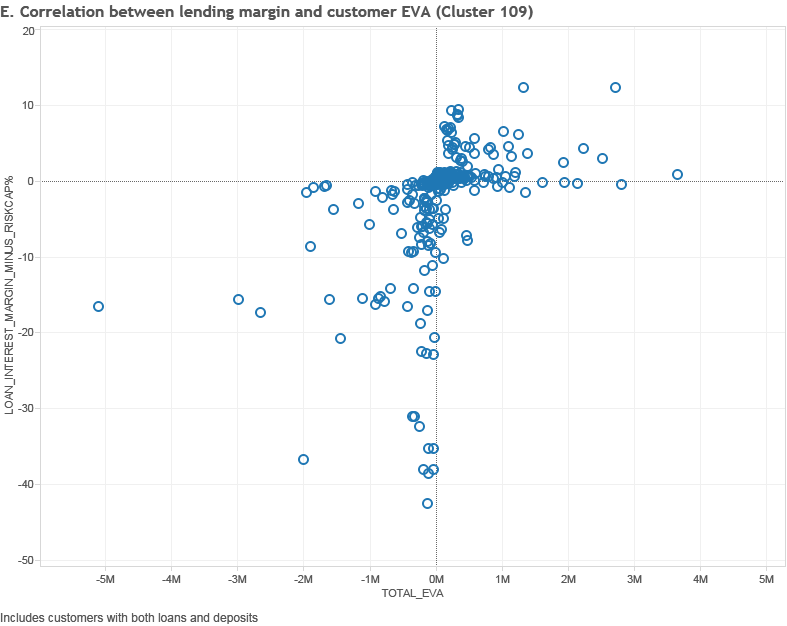 E. Correlation between lending margin and customer EVA (Cluster 109)
20
10
0
-10
-20
-30
-40
-50
LOAN_INTEREST_MARGIN_MINUS_RISKCAP%
-5M -4M -3M -2M -1M 0M 1M 2M 3M 4M 5M
TOTAL_EVA
Includes customers with both loans and deposits